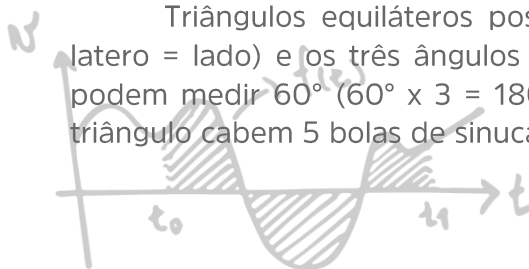 Triângulos equiláteros pos
latero = lado) e os três ângulos
podem medir 60° (60° x 3 = 18
triângulo cabem 5 bolas de sinuca
t₀
t₁
t